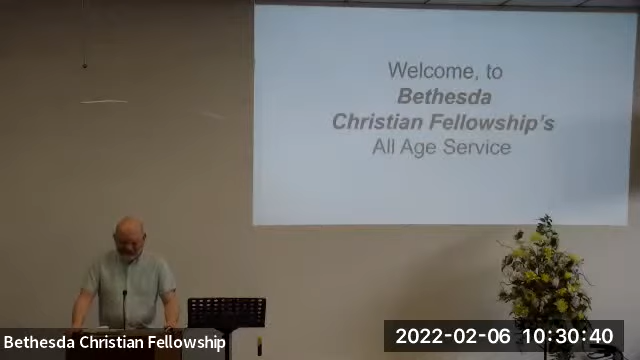 Welcome, to
Bethesda
Christian Fellowship's
All Age Service
Bethesda Christian Fellowship
2022-02-06 10:30:40